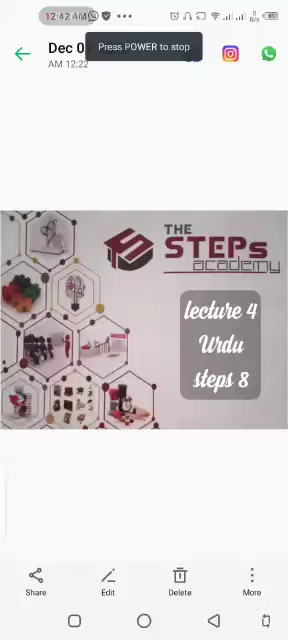 12:42 AM
Press POWER to stop
Dec 0
AM 12:22
THE
STEPs
academy
lecture 4
Urdu
steps 8
Share
Edit
Delete
More